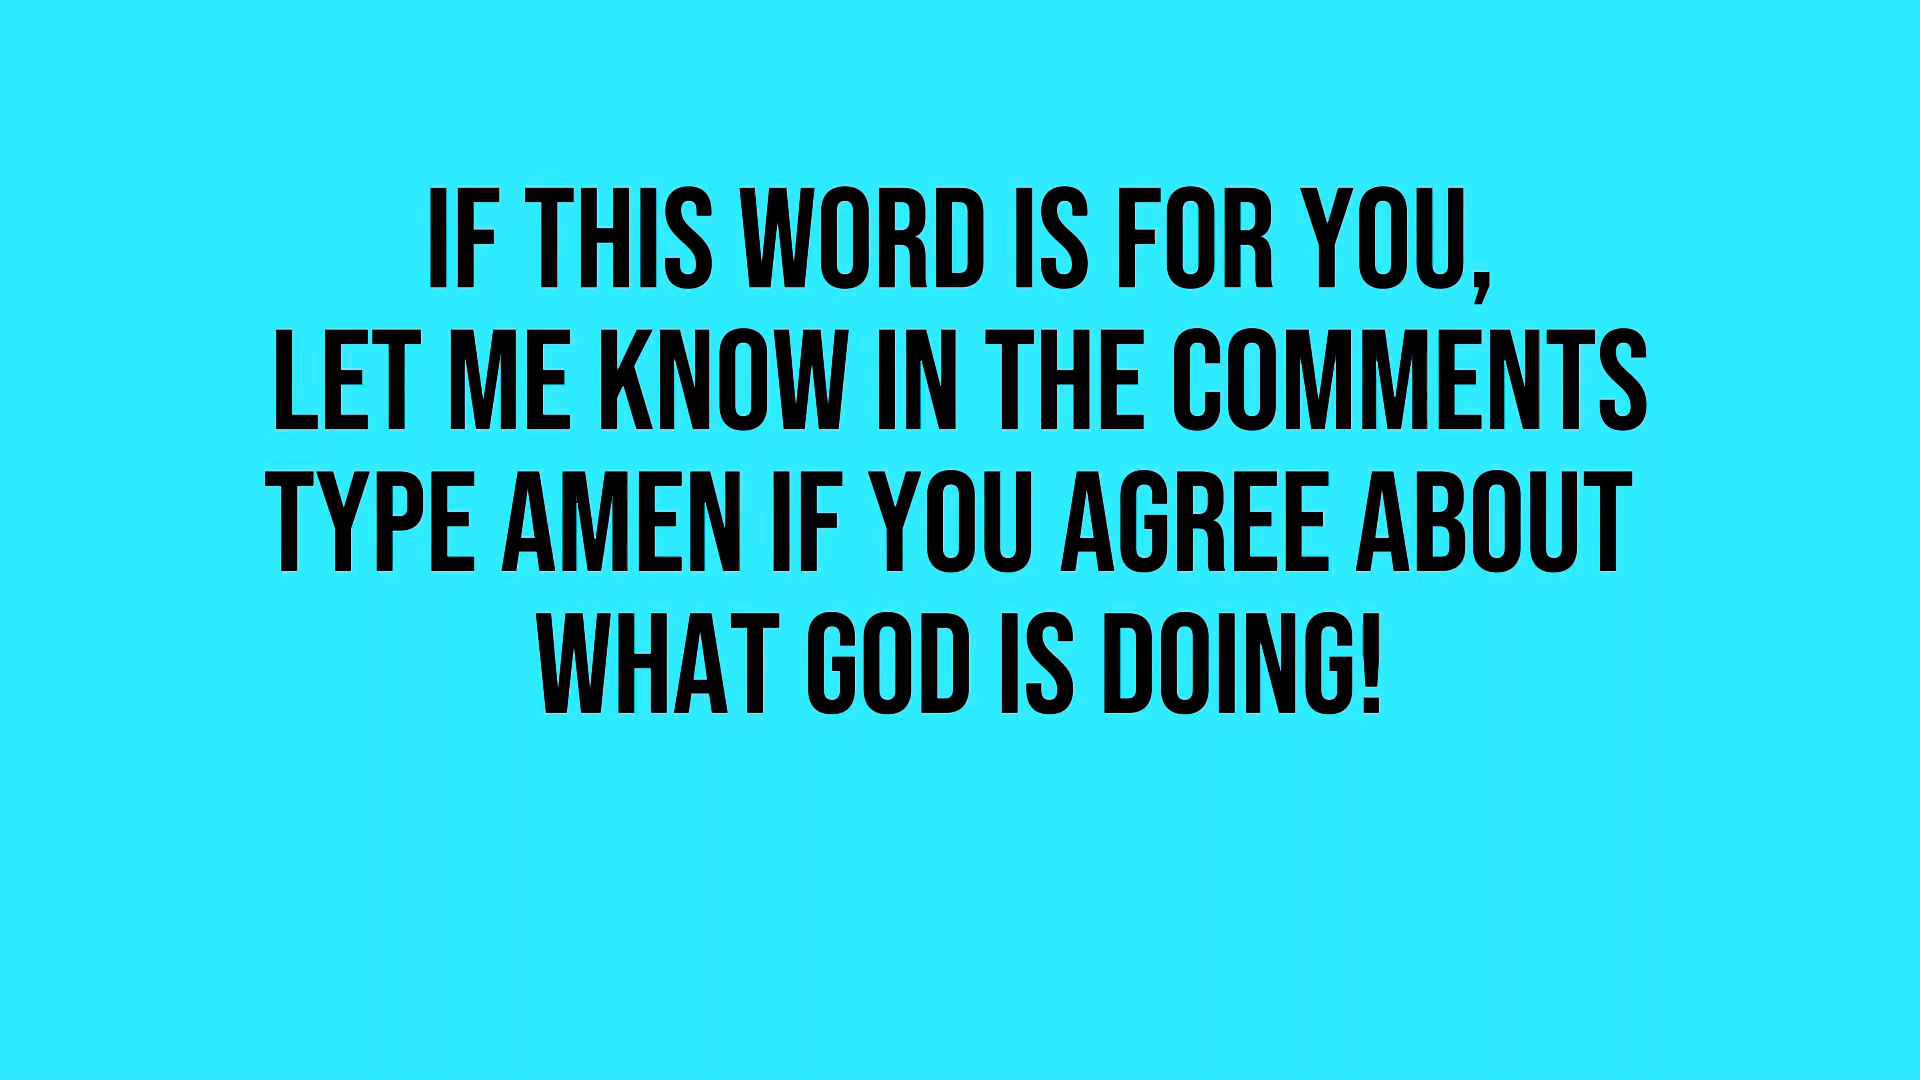 IF THIS WORD IS FOR YOU,
LET ME KNOW IN THE COMMENTS
TYPE AMEN IF YOU AGREE ABOUT
WHAT GOD IS DOING!